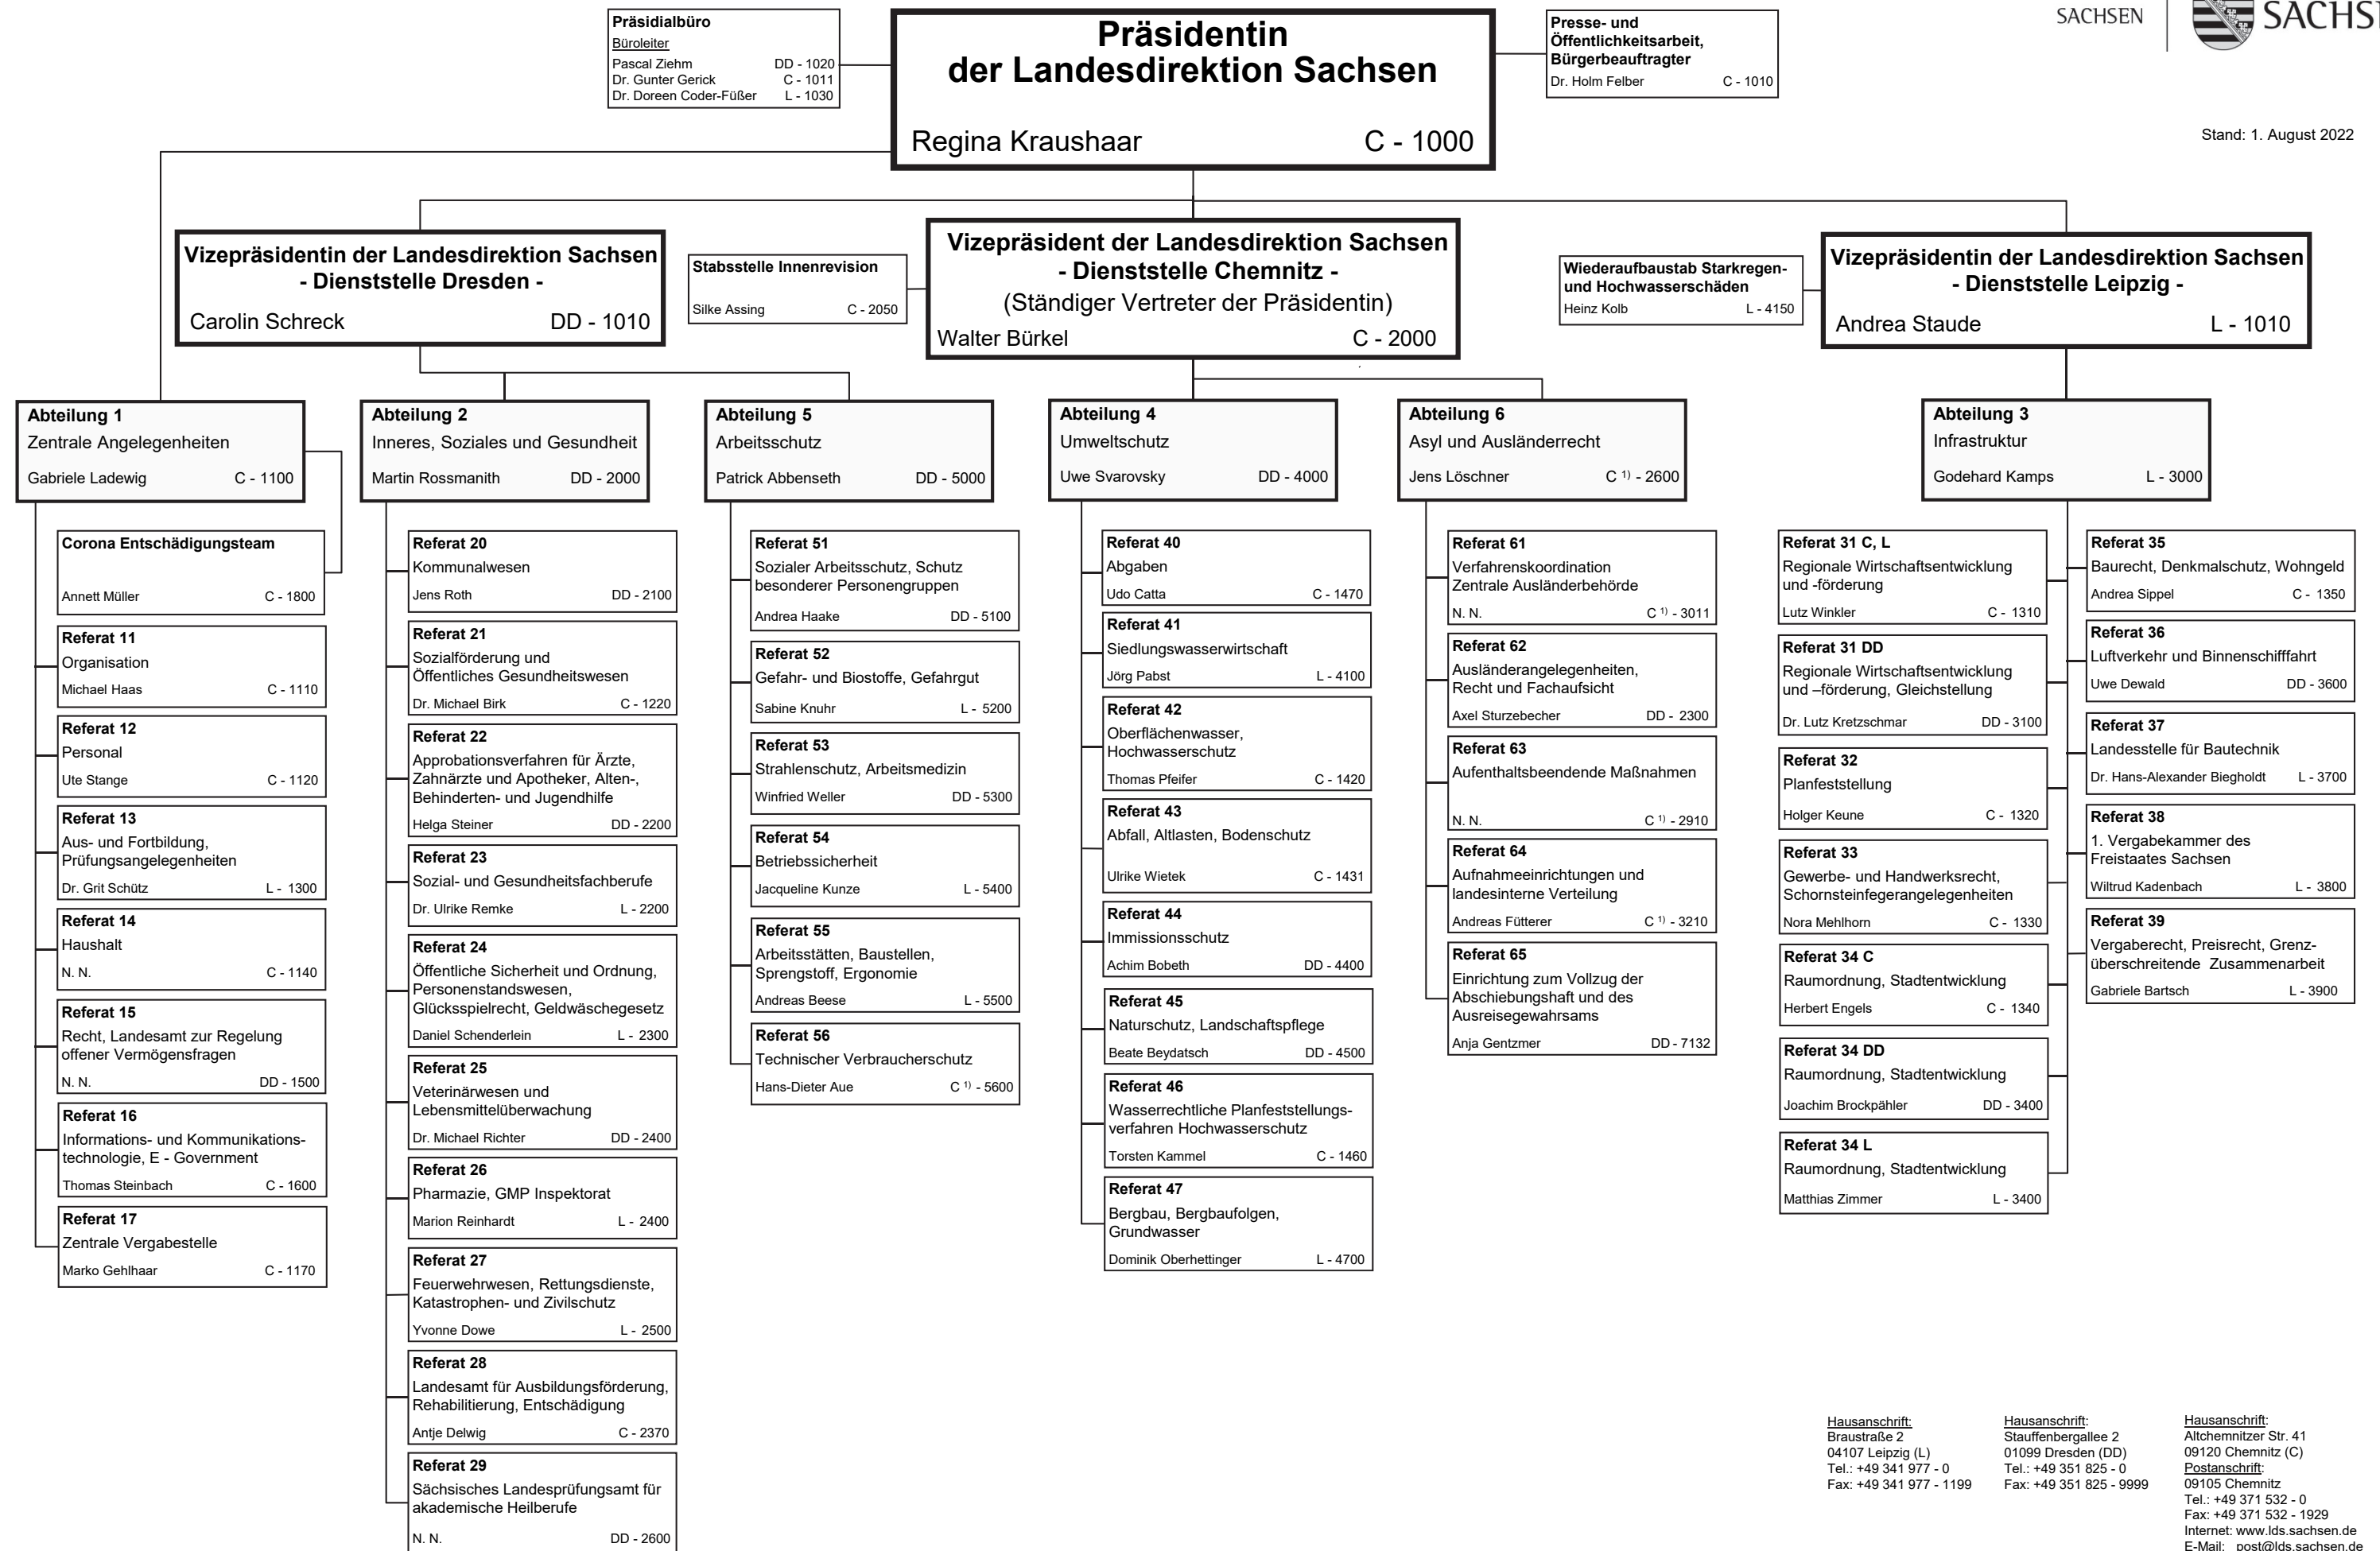 Präsidialbüro
Büroleiter
Pascal Ziehm DD - 1020
Dr. Gunter Gerick C - 1011
Dr. Doreen Coder-Füßer L - 1030
Präsidentin
der Landesdirektion Sachsen
Regina Kraushaar C - 1000
Presse- und
Öffentlichkeitsarbeit,
Bürgerbeauftragter
Dr. Holm Felber C - 1010
SACHSEN
Stand: 1. August 2022
Vizepräsidentin der Landesdirektion Sachsen
- Dienststelle Dresden -
Carolin Schreck DD - 1010
Stabsstelle Innenrevision
Silke Assing C - 2050
Vizepräsident der Landesdirektion Sachsen
- Dienststelle Chemnitz -
(Ständiger Vertreter der Präsidentin)
Walter Bürkel C - 2000
Wiederaufbaustab Starkregen-
und Hochwasserschäden
Heinz Kolb L - 4150
Vizepräsidentin der Landesdirektion Sachsen
- Dienststelle Leipzig -
Andrea Staude L - 1010
Abteilung 1
Zentrale Angelegenheiten
Gabriele Ladewig C - 1100
Corona Entschädigungsteam
Annett Müller C - 1800
Referat 11
Organisation
Michael Haas C - 1110
Referat 12
Personal
Ute Stange C - 1120
Referat 13
Aus- und Fortbildung,
Prüfungsangelegenheiten
Dr. Grit Schütz L - 1300
Referat 14
Haushalt
N. N. C - 1140
Referat 15
Recht, Landesamt zur Regelung
offener Vermögensfragen
N. N. DD - 1500
Referat 16
Informations- und Kommunikations-
technologie, E - Government
Thomas Steinbach C - 1600
Referat 17
Zentrale Vergabestelle
Marko Gehlhaar C - 1170
Abteilung 2
Inneres, Soziales und Gesundheit
Martin Rossmanith DD - 2000
Referat 20
Kommunalwesen
Jens Roth DD - 2100
Referat 21
Sozialförderung und
Öffentliches Gesundheitswesen
Dr. Michael Birk C - 1220
Referat 22
Approbationsverfahren für Ärzte,
Zahnärzte und Apotheker, Alten-,
Behinderten- und Jugendhilfe
Helga Steiner DD - 2200
Referat 23
Sozial- und Gesundheitsfachberufe
Dr. Ulrike Remke L - 2200
Referat 24
Öffentliche Sicherheit und Ordnung,
Personenstandswesen,
Glücksspielrecht, Geldwäschegesetz
Daniel Schenderlein L - 2300
Referat 25
Veterinärwesen und
Lebensmittelüberwachung
Dr. Michael Richter DD - 2400
Referat 26
Pharmazie, GMP Inspektorat
Marion Reinhardt L - 2400
Referat 27
Feuerwehrwesen, Rettungsdienste,
Katastrophen- und Zivilschutz
Yvonne Dowe L - 2500
Referat 28
Landesamt für Ausbildungsförderung,
Rehabilitierung, Entschädigung
Antje Delwig C - 2370
Referat 29
Sächsisches Landesprüfungsamt für
akademische Heilberufe
N. N. DD - 2600
Abteilung 5
Arbeitsschutz
Patrick Abbenseth DD - 5000
Referat 51
Sozialer Arbeitsschutz, Schutz
besonderer Personengruppen
Andrea Haake DD - 5100
Referat 52
Gefahr- und Biostoffe, Gefahrgut
Sabine Knuhr L - 5200
Referat 53
Strahlenschutz, Arbeitsmedizin
Winfried Weller DD - 5300
Referat 54
Betriebssicherheit
Jacqueline Kunze L - 5400
Referat 55
Arbeitsstätten, Baustellen,
Sprengstoff, Ergonomie
Andreas Beese L - 5500
Referat 56
Technischer Verbraucherschutz
Hans-Dieter Aue C 1) - 5600
Abteilung 4
Umweltschutz
Uwe Svarovsky DD - 4000
Referat 40
Abgaben
Udo Catta C - 1470
Referat 41
Siedlungswasserwirtschaft
Jörg Pabst L - 4100
Referat 42
Oberflächenwasser,
Hochwasserschutz
Thomas Pfeifer C - 1420
Referat 43
Abfall, Altlasten, Bodenschutz
Ulrike Wietek C - 1431
Referat 44
Immissionsschutz
Achim Bobeth DD - 4400
Referat 45
Naturschutz, Landschaftspflege
Beate Beydatsch DD - 4500
Referat 46
Wasserrechtliche Planfeststellungs-
verfahren Hochwasserschutz
Torsten Kammel C - 1460
Referat 47
Bergbau, Bergbaufolgen,
Grundwasser
Dominik Oberhettinger L - 4700
Abteilung 6
Asyl und Ausländerrecht
Jens Löschner C 1) - 2600
Referat 61
Verfahrenskoordination
Zentrale Ausländerbehörde
N. N. C 1) - 3011
Referat 62
Ausländerangelegenheiten,
Recht und Fachaufsicht
Axel Sturzebecher DD - 2300
Referat 63
Aufenthaltsbeendende Maßnahmen
N. N. C 1) - 2910
Referat 64
Aufnahmeeinrichtungen und
landesinterne Verteilung
Andreas Fütterer C 1) - 3210
Referat 65
Einrichtung zum Vollzug der
Abschiebungshaft und des
Ausreisegewahrsams
Anja Gentzmer DD - 7132
Abteilung 3
Infrastruktur
Godehard Kamps L - 3000
Referat 31 C, L
Regionale Wirtschaftsentwicklung
und -förderung
Lutz Winkler C - 1310
Referat 31 DD
Regionale Wirtschaftsentwicklung
und –förderung, Gleichstellung
Dr. Lutz Kretzschmar DD - 3100
Referat 32
Planfeststellung
Holger Keune C - 1320
Referat 33
Gewerbe- und Handwerksrecht,
Schornsteinfegerangelegenheiten
Nora Mehlhorn C - 1330
Referat 34 C
Raumordnung, Stadtentwicklung
Herbert Engels C - 1340
Referat 34 DD
Raumordnung, Stadtentwicklung
Joachim Brockpähler DD - 3400
Referat 34 L
Raumordnung, Stadtentwicklung
Matthias Zimmer L - 3400
Referat 35
Baurecht, Denkmalschutz, Wohngeld
Andrea Sippel C - 1350
Referat 36
Luftverkehr und Binnenschifffahrt
Uwe Dewald DD - 3600
Referat 37
Landesstelle für Bautechnik
Dr. Hans-Alexander Biegholdt L - 3700
Referat 38
1. Vergabekammer des
Freistaates Sachsen
Wiltrud Kadenbach L - 3800
Referat 39
Vergaberecht, Preisrecht, Grenz-
überschreitende Zusammenarbeit
Gabriele Bartsch L - 3900
Hausanschrift:
Braustraße 2
04107 Leipzig (L)
Tel.: +49 341 977 - 0
Fax: +49 341 977 - 1199
Hausanschrift:
Stauffenbergallee 2
01099 Dresden (DD)
Tel.: +49 351 825 - 0
Fax: +49 351 825 - 9999
Hausanschrift:
Altchemnitzer Str. 41
09120 Chemnitz (C)
Postanschrift:
09105 Chemnitz
Tel.: +49 371 532 - 0
Fax: +49 371 532 - 1929
Internet: www.lds.sachsen.de
E-Mail: post@lds.sachsen.de